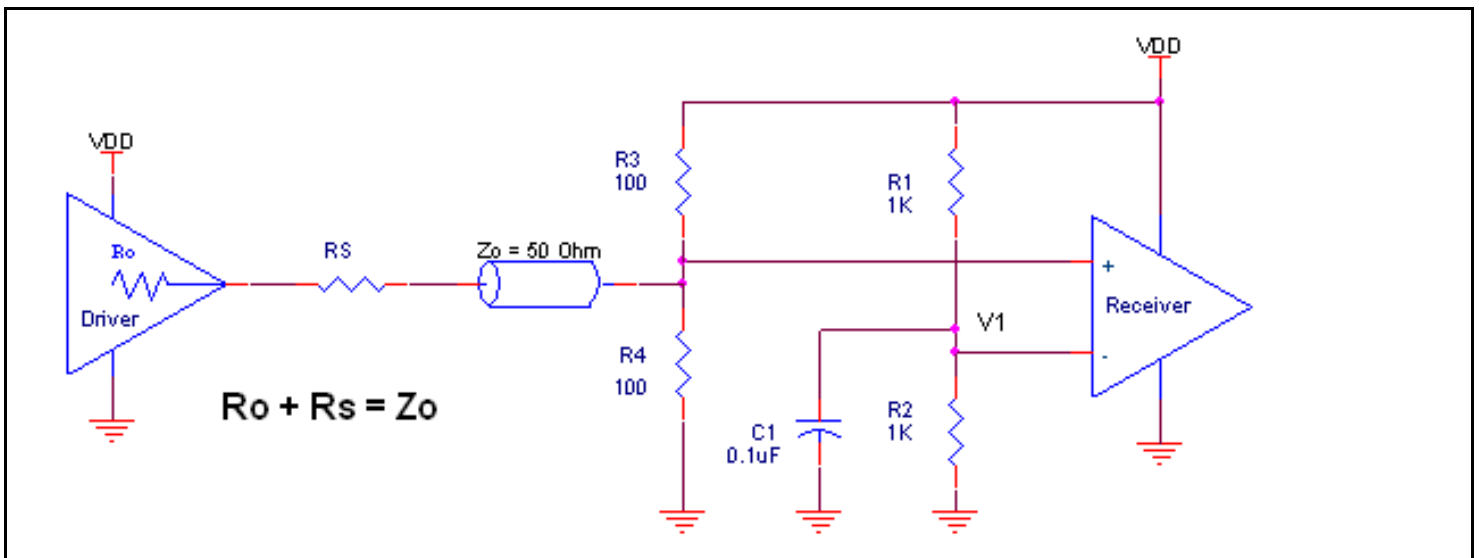 VDD
VDD
R3
100
R1
1K
Ro
RS
Zo = 50 Ohm
+
Driver
Receiver
V1
-
R4
100
Ro + Rs = Zo
C1
0.1uF
R2
1K